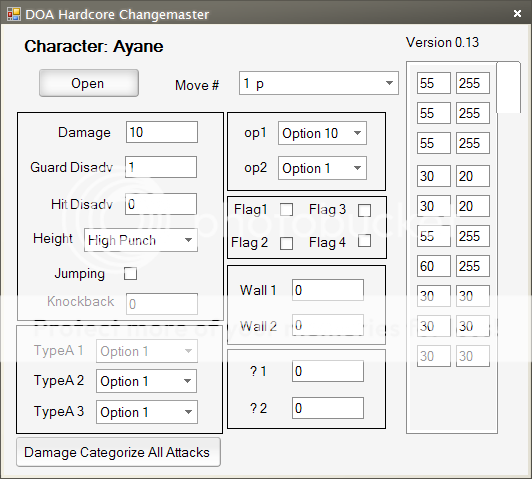 DOA Hardcore Changemaster
Character: Ayane
Version 0.13
Open
Move #
1 p
Damage
10
Guard Disadv
1
Hit Disadv
0
Height
High Punch
Jumping
Knockback
0
TypeA 1
Option 1
TypeA 2
Option 1
TypeA 3
Option 1
Damage Categorize All Attacks
op1
Option 10
op2
Option 1
Flag1
Flag 3
Flag 2
Flag 4
Wall 1
0
Wall 2
0
? 1
0
? 2
0
55 255
55 255
55 255
30 20
30 20
55 255
60 255
30 30
30 30
30 30
photobucket